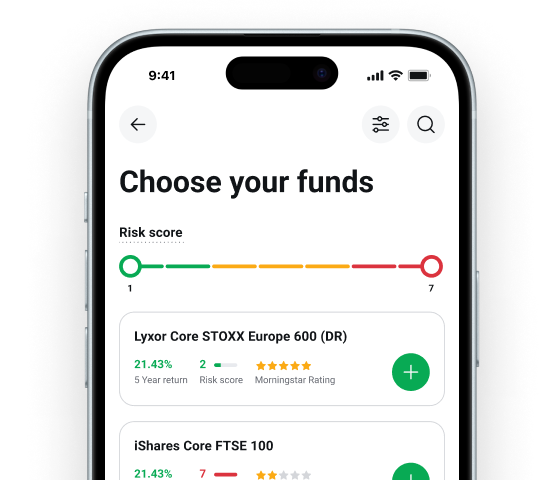 9:41
Choose your funds
Risk score
1 7
Lyxor Core STOXX Europe 600 (DR)
21.43% 2
5 Year return Risk score Morningstar Rating
iShares Core FTSE 100
21.43% 7